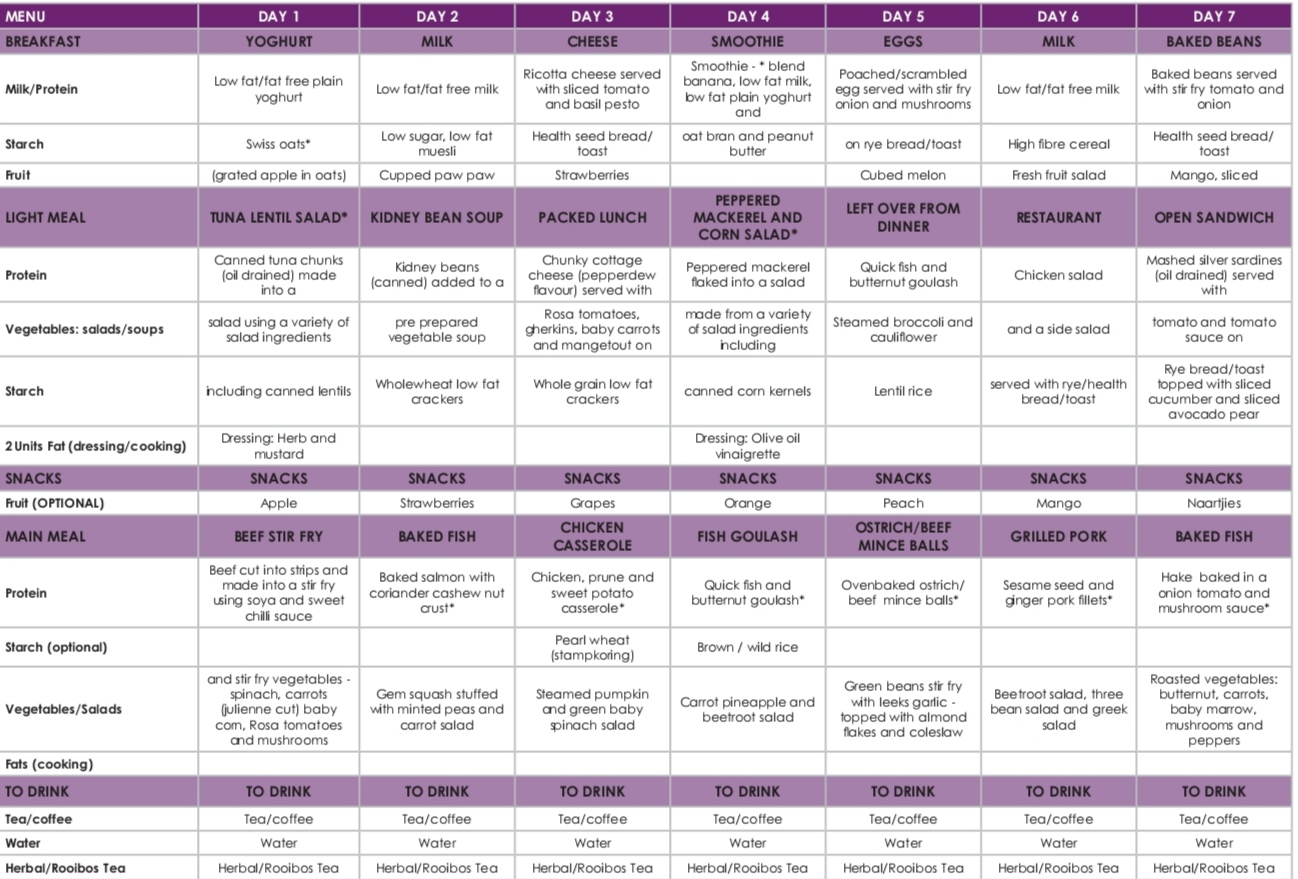 MENU DAY 1 DAY 2 DAY 3 DAY 4 DAY 5 DAY 6 DAY 7
BREAKFAST YOGHURT MILK CHEESE SMOOTHIE EGGS MILK BAKED BEANS
Milk/Protein
Low fat/fat free plain
yoghurt
Low fat/fat free milk
Ricotta cheese served
with sliced tomato
and basil pesto
Smoothie - * blend
banana, low fat milk,
low fat plain yoghurt
and
Poached/scrambled
egg served with stir fry
onion and mushrooms
Low fat/fat free milk
Baked beans served
with stir fry tomato and
onion
Starch
Swiss oats*
Low sugar, low fat
muesli
Health seed bread/
toast
oat bran and peanut
butter
on rye bread/toast
High fibre cereal
Health seed bread/
toast
Fruit
(grated apple in oats)
Cupped paw paw
Strawberries
Cubed melon
Fresh fruit salad
Mango, sliced
LIGHT MEAL
TUNA LENTIL SALAD*
KIDNEY BEAN SOUP
PACKED LUNCH
PEPPERED
MACKEREL AND
CORN SALAD*
LEFT OVER FROM
DINNER
RESTAURANT
OPEN SANDWICH
Protein
Canned tuna chunks
(oil drained) made
into a
Kidney beans
(canned) added to a
Chunky cottage
cheese (pepperdew
flavour) served with
Peppered mackerel
flaked into a salad
Quick fish and
butternut goulash
Chicken salad
Mashed silver sardines
(oil drained) served
with
Vegetables: salads/soups
salad using a variety of
salad ingredients
pre prepared
vegetable soup
Rosa tomatoes,
gherkins, baby carrots
and mangetout on
made from a variety
of salad ingredients
including
Steamed broccoli and
cauliflower
and a side salad
tomato and tomato
sauce on
Starch
including canned lentils
Wholewheat low fat
crackers
Whole grain low fat
crackers
canned corn kernels
Lentil rice
served with rye/health
bread/toast
Rye bread/toast
topped with sliced
cucumber and sliced
avocado pear
2 Units Fat (dressing/cooking)
Dressing: Herb and
mustard
Dressing: Olive oil
vinaigrette
SNACKS SNACKS SNACKS SNACKS SNACKS SNACKS SNACKS SNACKS
Fruit (OPTIONAL) Apple Strawberries Grapes Orange Peach Mango Naartjies
MAIN MEAL
BEEF STIR FRY
BAKED FISH
CHICKEN
CASSEROLE
FISH GOULASH
OSTRICH/BEEF
MINCE BALLS
GRILLED PORK
BAKED FISH
Protein
Beef cut into strips and
made into a stir fry
using soya and sweet
chilli sauce
Baked salmon with
coriander cashew nut
crust*
Chicken, prune and
sweet potato
casserole*
Quick fish and
butternut goulash*
Ovenbaked ostrich/
beef mince balls*
Sesame seed and
ginger pork fillets*
Hake baked in a
onion tomato and
mushroom sauce*
Starch (optional)
Pearl wheat
(stampkoring)
Brown / wild rice
Vegetables/Salads
and stir fry vegetables -
spinach, carrots
(julienne cut) baby
corn, Rosa tomatoes
and mushrooms
Gem squash stuffed
with minted peas and
carrot salad
Steamed pumpkin
and green baby
spinach salad
Carrot pineapple and
beetroot salad
Green beans stir fry
with leeks garlic -
topped with almond
flakes and coleslaw
Beetroot salad, three
bean salad and greek
salad
Roasted vegetables:
butternut, carrots,
baby marrow,
mushrooms and
peppers
Fats (cooking)
TO DRINK TO DRINK TO DRINK TO DRINK TO DRINK TO DRINK TO DRINK TO DRINK
Tea/coffee Tea/coffee Tea/coffee Tea/coffee Tea/coffee Tea/coffee Tea/coffee Tea/coffee
Water Water Water Water Water Water Water Water
Herbal/Rooibos Tea Herbal/Rooibos Tea Herbal/Rooibos Tea Herbal/Rooibos Tea Herbal/Rooibos Tea Herbal/Rooibos Tea Herbal/Rooibos Tea Herbal/Rooibos Tea